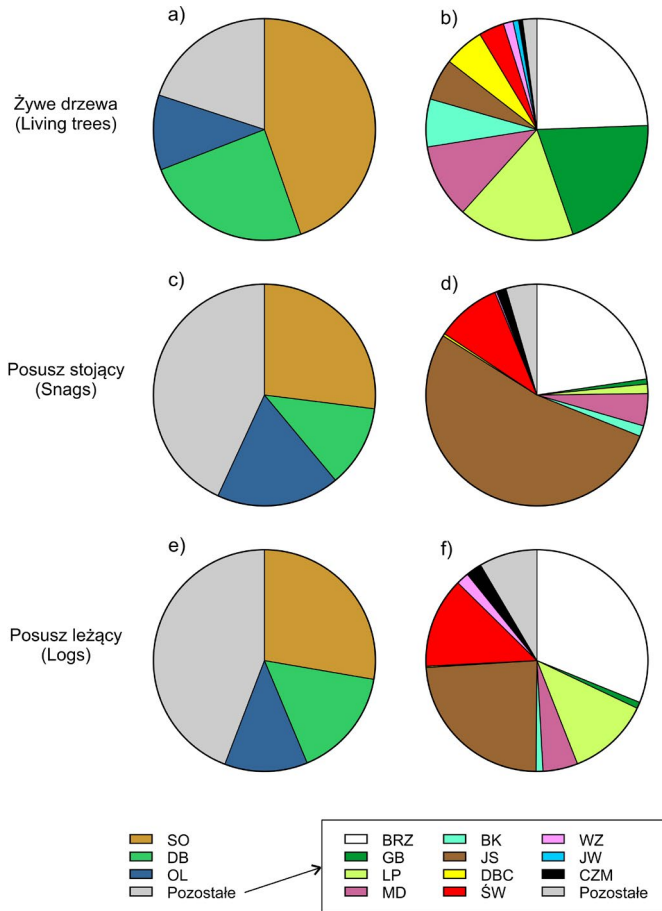 a)
b)
Żywe drzewa
(Living trees)
c)
d)
Posusz stojący
(Snags)
e)
f)
Posusz leżący
(Logs)
SO
DB
OL
Pozostałe
BRZ
GB
LP
MD
BK
JS
DBC
ŚW
WZ
JW
CZM
Pozostałe